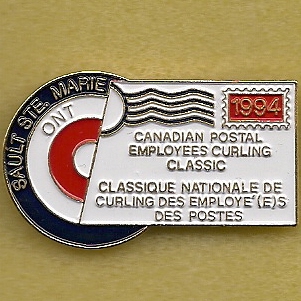 SAULT STE. MARIE
ONT
1994
CANADIAN POSTAL
EMPLOYEES CURLING
CLASSIC
CLASSIQUE NATIONALE DE
CURLING DES EMPLOYE'(E)S
DES POSTES